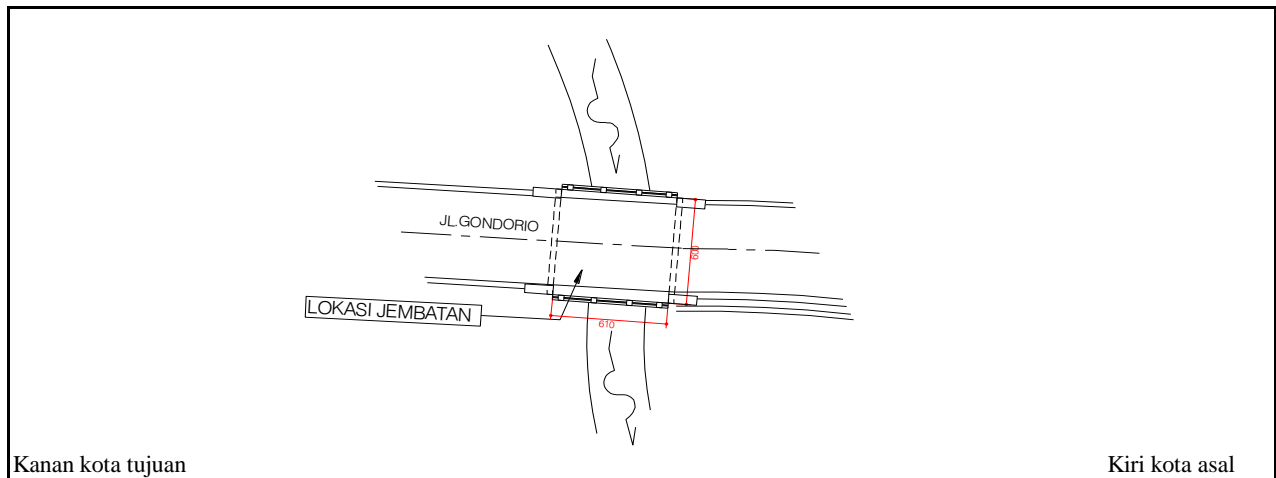 JL.GONDORIO
600
LOKASI JEMBATAN
610
Kanan kota tujuan
Kiri kota asal